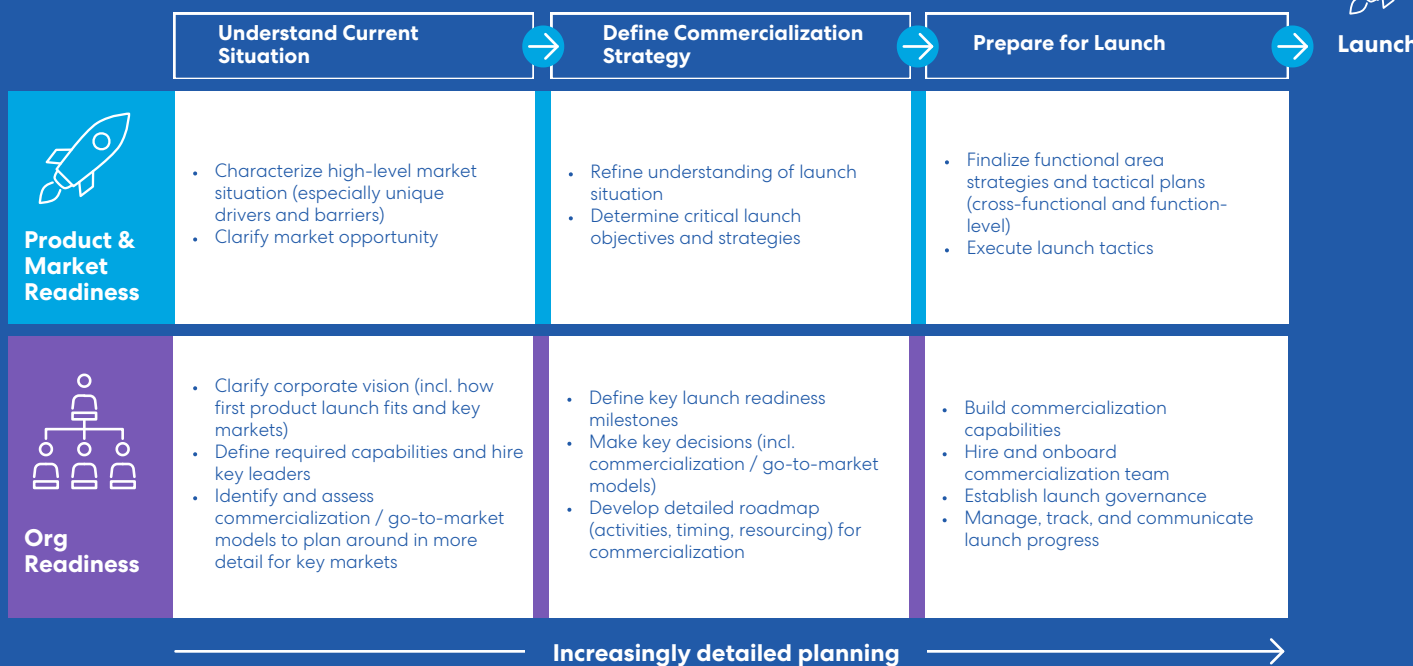 Understand Current
Situation
Define Commercialization
Strategy
Prepare for Launch
Launch
Product &
Market
Readiness
• Characterize high-level market
situation (especially unique
drivers and barriers)
• Clarify market opportunity
• Refine understanding of launch
situation
• Determine critical launch
objectives and strategies
• Finalize functional area
strategies and tactical plans
(cross-functional and function-
level)
• Execute launch tactics
Org
Readiness
• Clarify corporate vision (incl. how
first product launch fits and key
markets)
• Define required capabilities and hire
key leaders
• Identify and assess
commercialization / go-to-market
models to plan around in more
detail for key markets
• Define key launch readiness
milestones
• Make key decisions (incl.
commercialization / go-to-market
models)
• Develop detailed roadmap
(activities, timing, resourcing) for
commercialization
• Build commercialization
capabilities
• Hire and onboard
commercialization team
• Establish launch governance
• Manage, track, and communicate
launch progress
Increasingly detailed planning